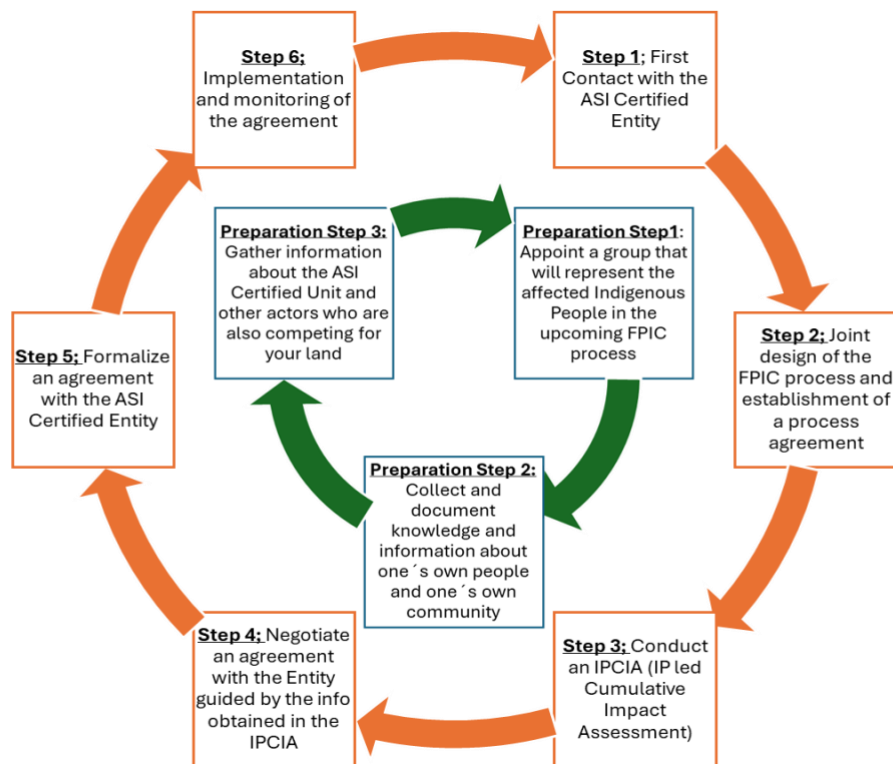 Step 1; First
Contact with the
ASI Certified
Entity
Step 2; Joint
design of the
FPIC process and
establishment of
a process
agreement
Step 3; Conduct
an IPCIA (IP led
Cumulative
Impact
Assessment)
Step 4; Negotiate
an agreement
with the Entity
guided by the info
obtained in the
IPCIA
Step 5; Formalize
an agreement
with the ASI
Certified Entity
Step 6;
Implementation
and monitoring of
the agreement
Preparation Step1:
Appoint a group that
will represent the
affected Indigenous
People in the
upcoming FPIC
process
Preparation Step 2:
Collect and
document
knowledge and
information about
one´s own people
and one´s own
community
Preparation Step 3:
Gather information
about the ASI
Certified Unit and
other actors who are
also competing for
your land